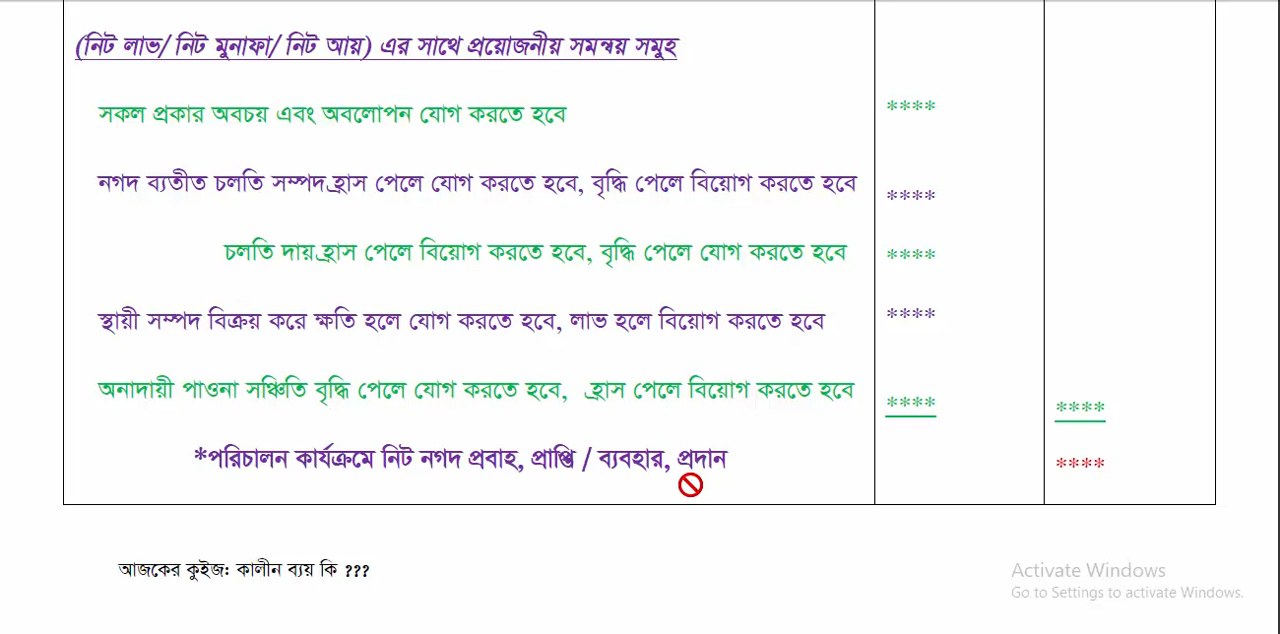 (নিট লাভ/ নিট মুনাফা/ নিট আয়) এর সাথে প্রয়োজনীয় সমন্বয় সমুহ
সকল প্রকার অবচয় এবং অবলোপন যোগ করতে হবে ****
নগদ ব্যতীত চলতি সম্পদ হ্রাস পেলে যোগ করতে হবে, বৃদ্ধি পেলে বিয়োগ করতে হবে ****
চলতি দায় হ্রাস পেলে বিয়োগ করতে হবে, বৃদ্ধি পেলে যোগ করতে হবে ****
স্থায়ী সম্পদ বিক্রয় করে ক্ষতি হলে যোগ করতে হবে, লাভ হলে বিয়োগ করতে হবে ****
অনাদায়ী পাওনা সঞ্চিতি বৃদ্ধি পেলে যোগ করতে হবে, হ্রাস পেলে বিয়োগ করতে হবে **** ****
*পরিচালন কার্যক্রমে নিট নগদ প্রবাহ, প্রাপ্তি / ব্যবহার, প্রদান ****
আজকের কুইজ: কালীন ব্যয় কি ???
Activate Windows
Go to Settings to activate Windows.